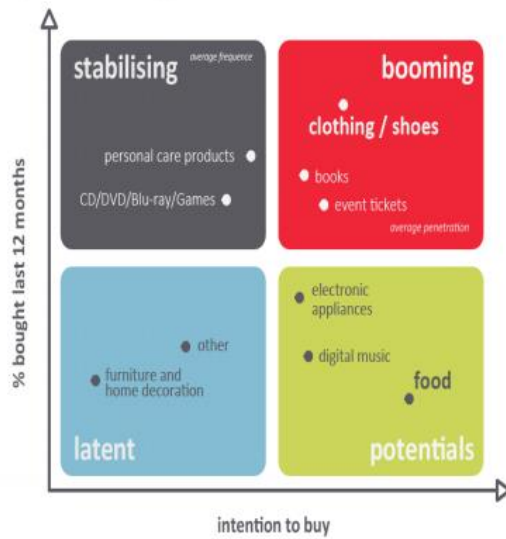 stabilising
average frequence
personal care products
CD/DVD/Blu-ray/Games
booming
clothing / shoes
books
event tickets
average penetration
other
furniture and
home decoration
latent
electronic
appliances
digital music
food
potentials
% bought last 12 months
intention to buy